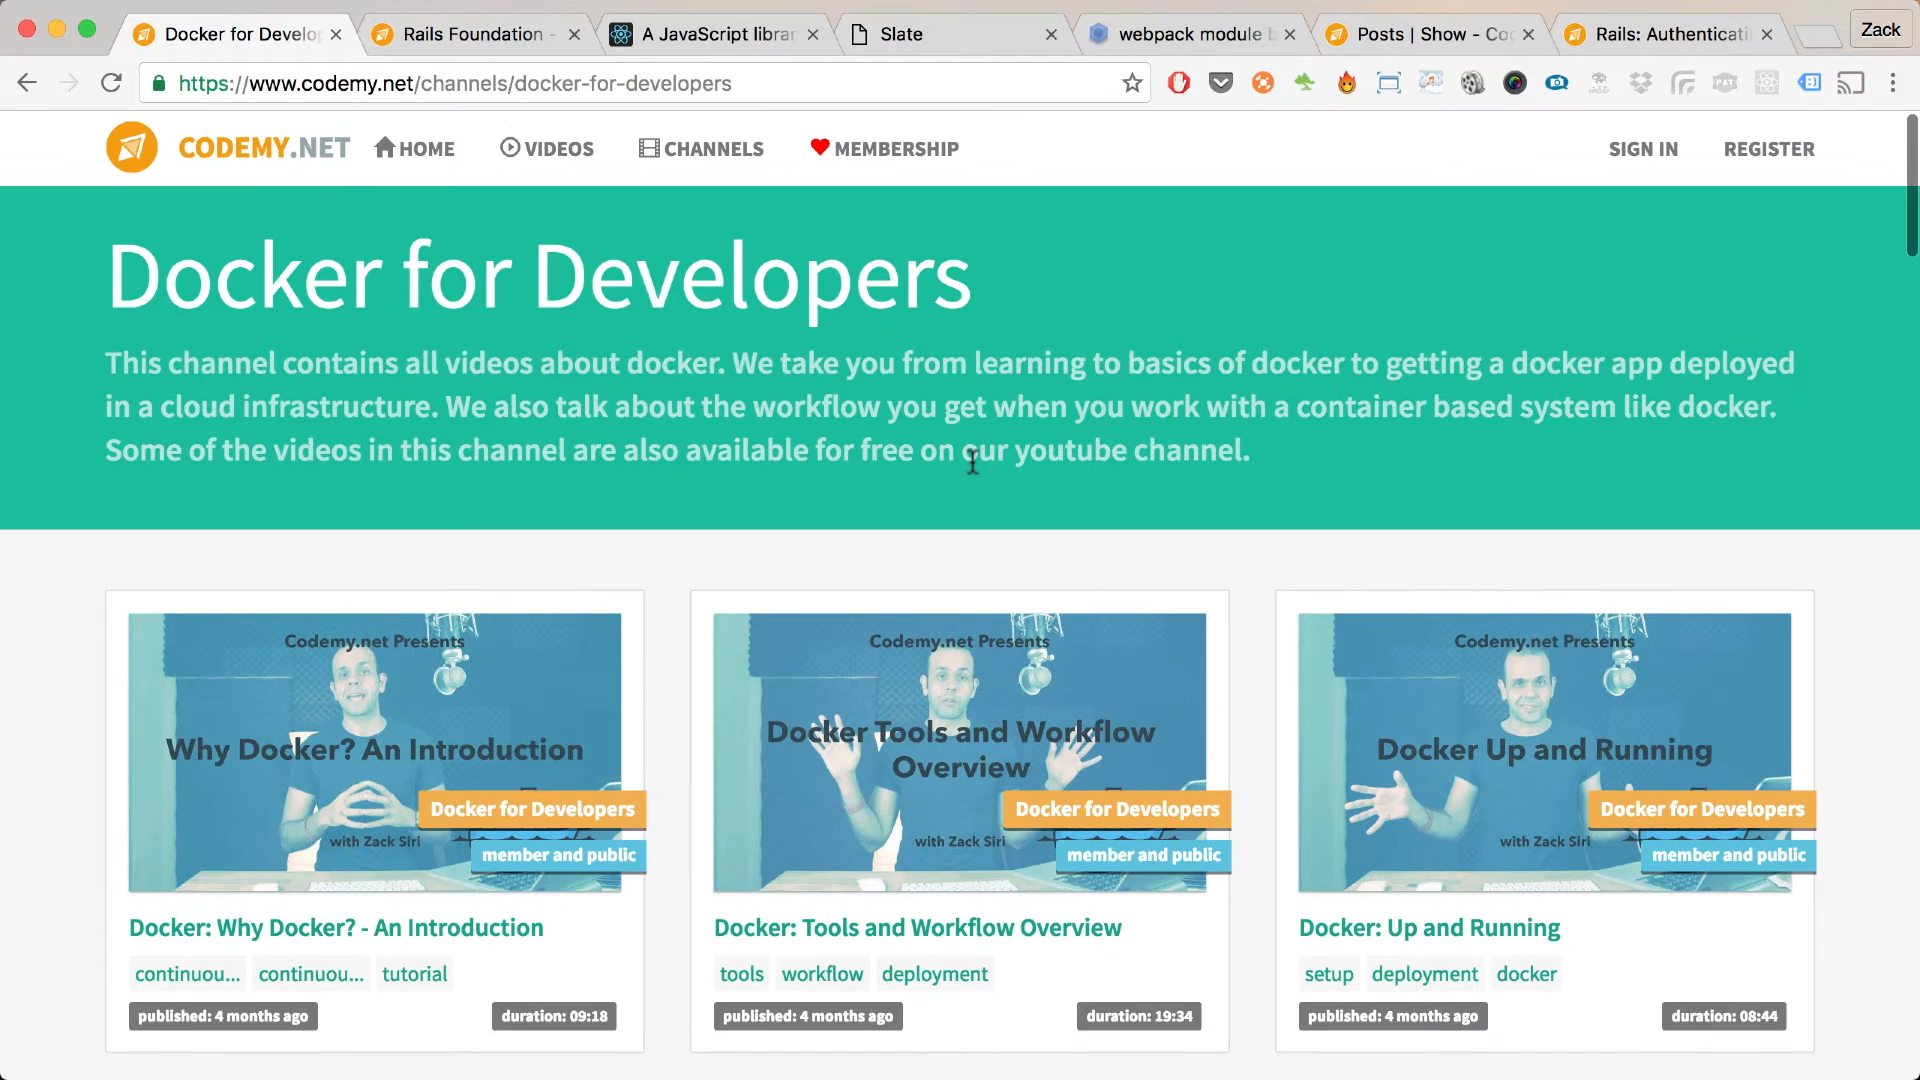 Docker for Develo
Rails Foundation -
A JavaScript librar
Slate
webpack module b
Posts | Show - Co
Rails: Authenticati
Zack
https://www.codemy.net/channels/docker-for-developers
CODEMY.NET
HOME
VIDEOS
CHANNELS
MEMBERSHIP
SIGN IN
REGISTER
Docker for Developers
This channel contains all videos about docker. We take you from learning to basics of docker to getting a docker app deployed
in a cloud infrastructure. We also talk about the workflow you get when you work with a container based system like docker.
Some of the videos in this channel are also available for free on our youtube channel.
Codemy.net Presents
Why Docker? An Introduction
Docker for Developers
with Zack Siri
member and public
Docker: Why Docker? - An Introduction
continuou... continuou... tutorial
published: 4 months ago
duration: 09:18
Codemy.net Presents
Docker Tools and Workflow
Overview
Docker for Developers
with Zack Siri
member and public
Docker: Tools and Workflow Overview
tools workflow deployment
published: 4 months ago
duration: 19:34
Codemy.net Presents
Docker Up and Running
Docker for Developers
with Zack Siri
member and public
Docker: Up and Running
setup deployment docker
published: 4 months ago
duration: 08:44